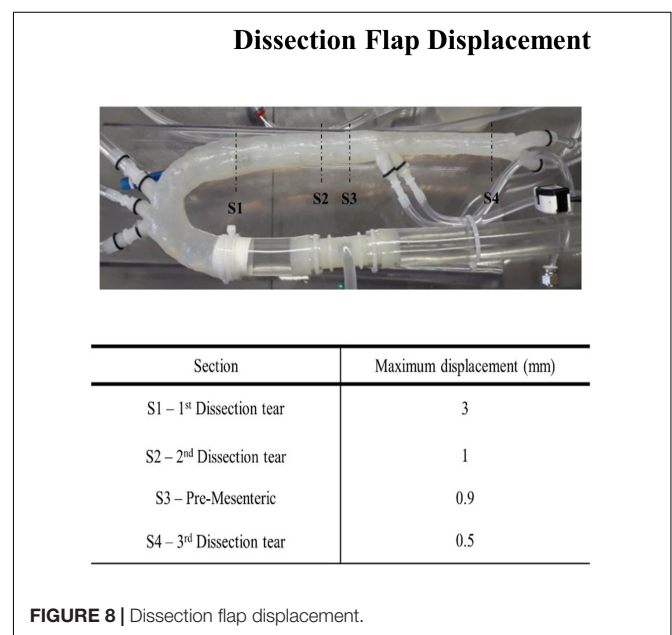 Dissection Flap Displacement
S1 S2 S3 S4
Section Maximum displacement (mm)
S1 – 1st Dissection tear 3
S2 – 2nd Dissection tear 1
S3 – Pre-Mesenteric 0.9
S4 – 3rd Dissection tear 0.5
FIGURE 8 | Dissection flap displacement.